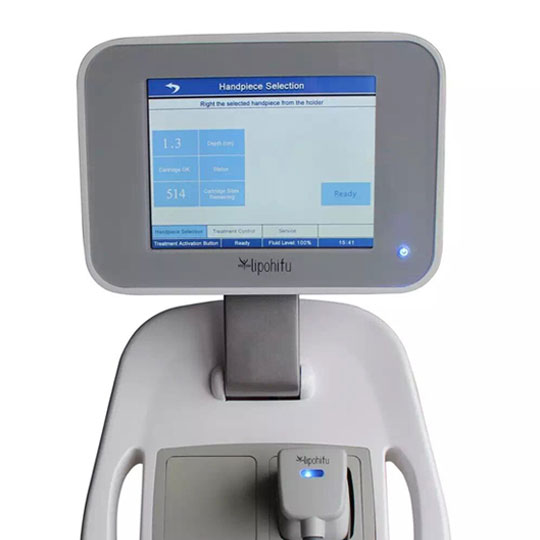 Handpiece Selection
Right the selected handpiece from the holder
1.3 Depth (cm)
Cartridge OK Status
514 Cartridge Data
Remaining
Ready
Handpiece Selection Treatment Control Service
Treatment Activation Button Ready Fluid Level: 100% 15:41
lipohifu
lipohifu